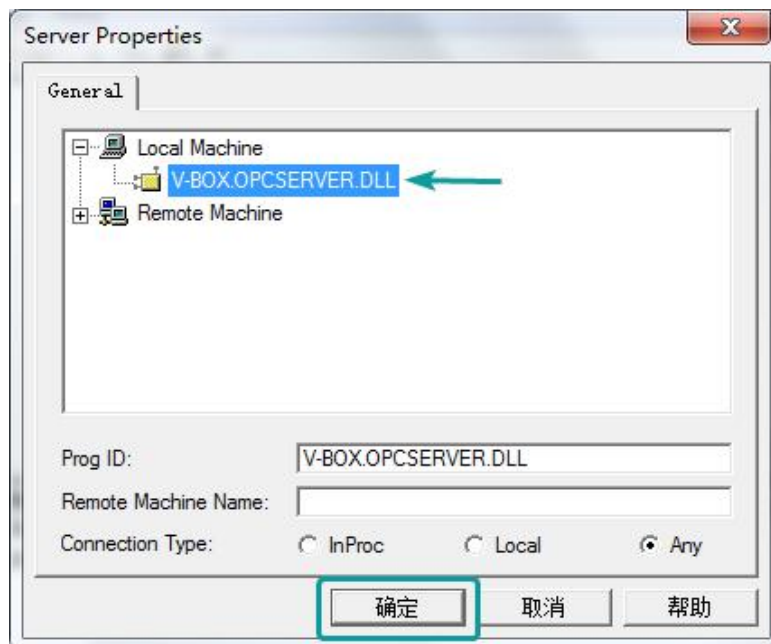 Server Properties
General
Local Machine
V-BOX.OPCSERVER.DLL
Remote Machine
Prog ID: V-BOX.OPCSERVER.DLL
Remote Machine Name:
Connection Type: InProc Local Any
确定 取消 帮助